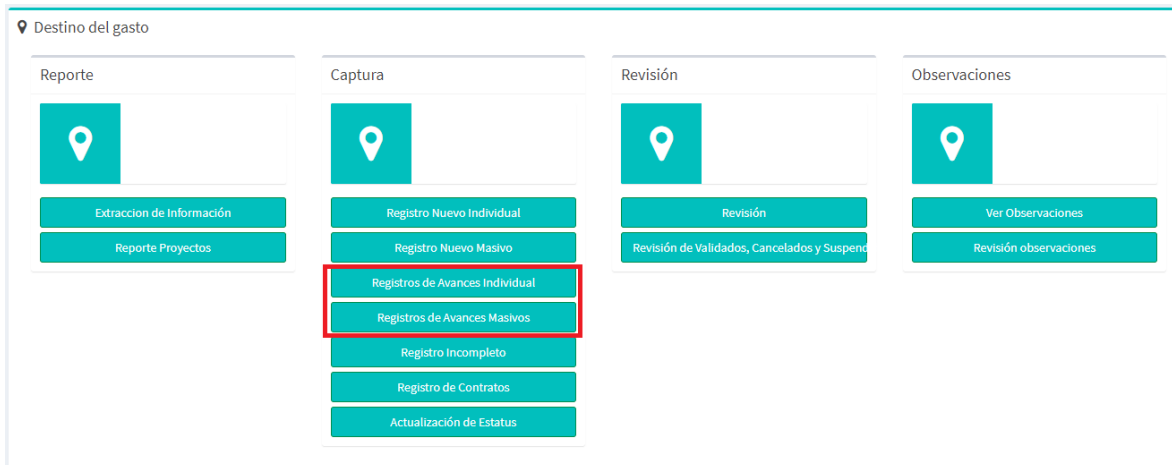 Destino del gasto
Reporte
Extraccion de Información
Reporte Proyectos
Captura
Registro Nuevo Individual
Registro Nuevo Masivo
Registros de Avances Individual
Registros de Avances Masivos
Registro Incompleto
Registro de Contratos
Actualización de Estatus
Revisión
Revisión
Revisión de Validados, Cancelados y Suspend
Observaciones
Ver Observaciones
Revisión observaciones